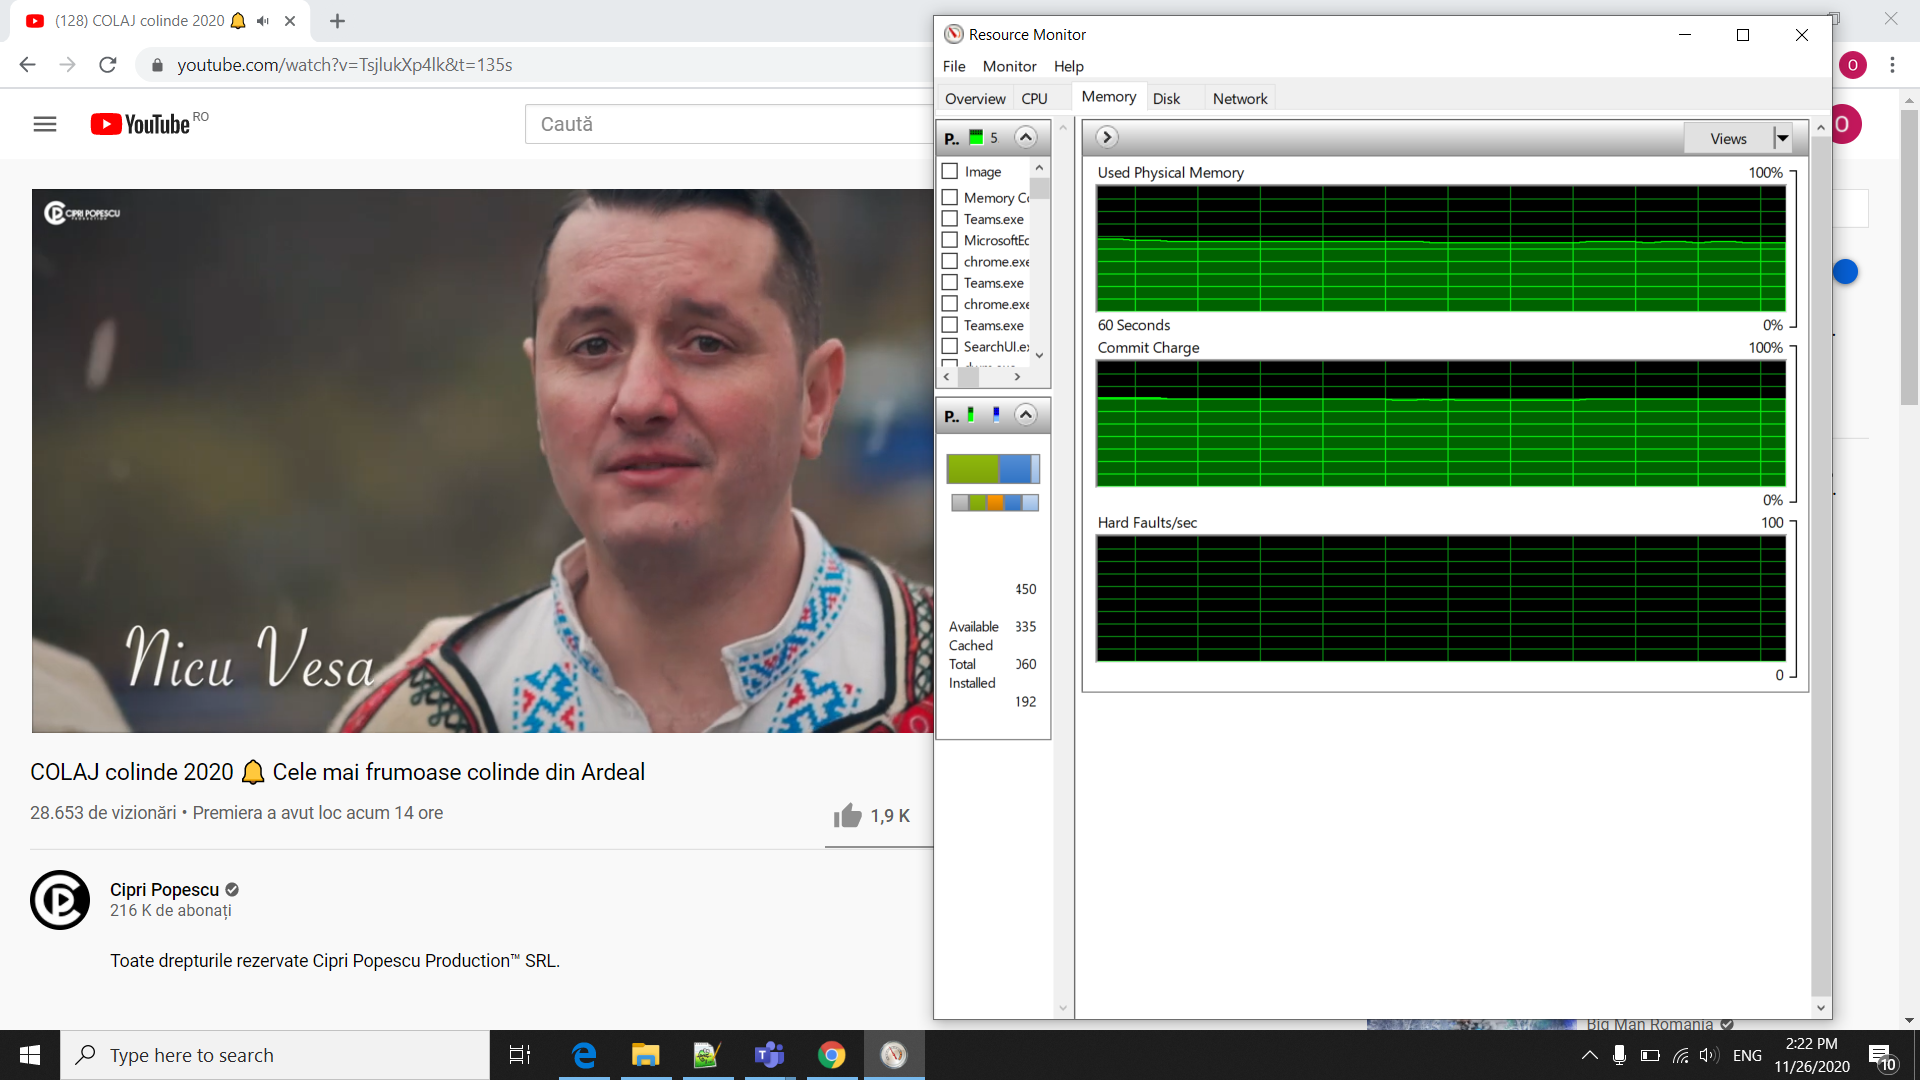 (128) COLAJ colinde 2020 🔔
youtube.com/watch?v=TsjlukXp4lk&t=135s
YouTube RO
Caută
O
O
CIPRI POPESCU
Nicu Vesa
COLAJ colinde 2020 🔔 Cele mai frumoase colinde din Ardeal
28.653 de vizionări • Premiera a avut loc acum 14 ore
1,9 K
Cipri Popescu
216 K de abonați
Toate drepturile rezervate Cipri Popescu Production™ SRL.
Resource Monitor
File Monitor Help
Overview CPU Memory Disk Network
P.. 5
Image
Memory Co
Teams.exe
MicrosoftEd
chrome.exe
Teams.exe
chrome.exe
Teams.exe
SearchUI.ex
P..
450
Available 335
Cached
Total 060
Installed
192
Views
Used Physical Memory 100%
60 Seconds 0%
Commit Charge 100%
0%
Hard Faults/sec 100
0
Big Man Romania
Type here to search
ENG
2:22 PM
11/26/2020
10